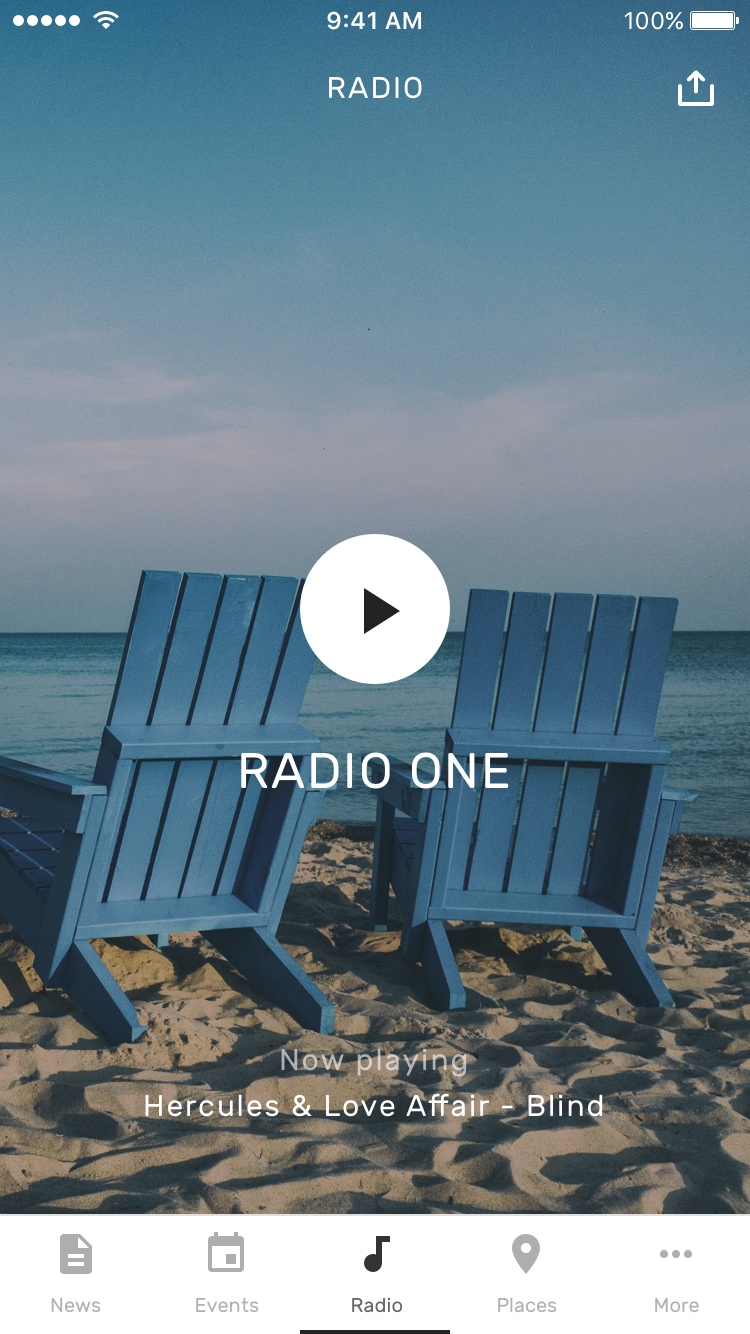 9:41 AM
100%
RADIO
RADIO ONE
Now playing
Hercules & Love Affair - Blind
News
Events
Radio
Places
More